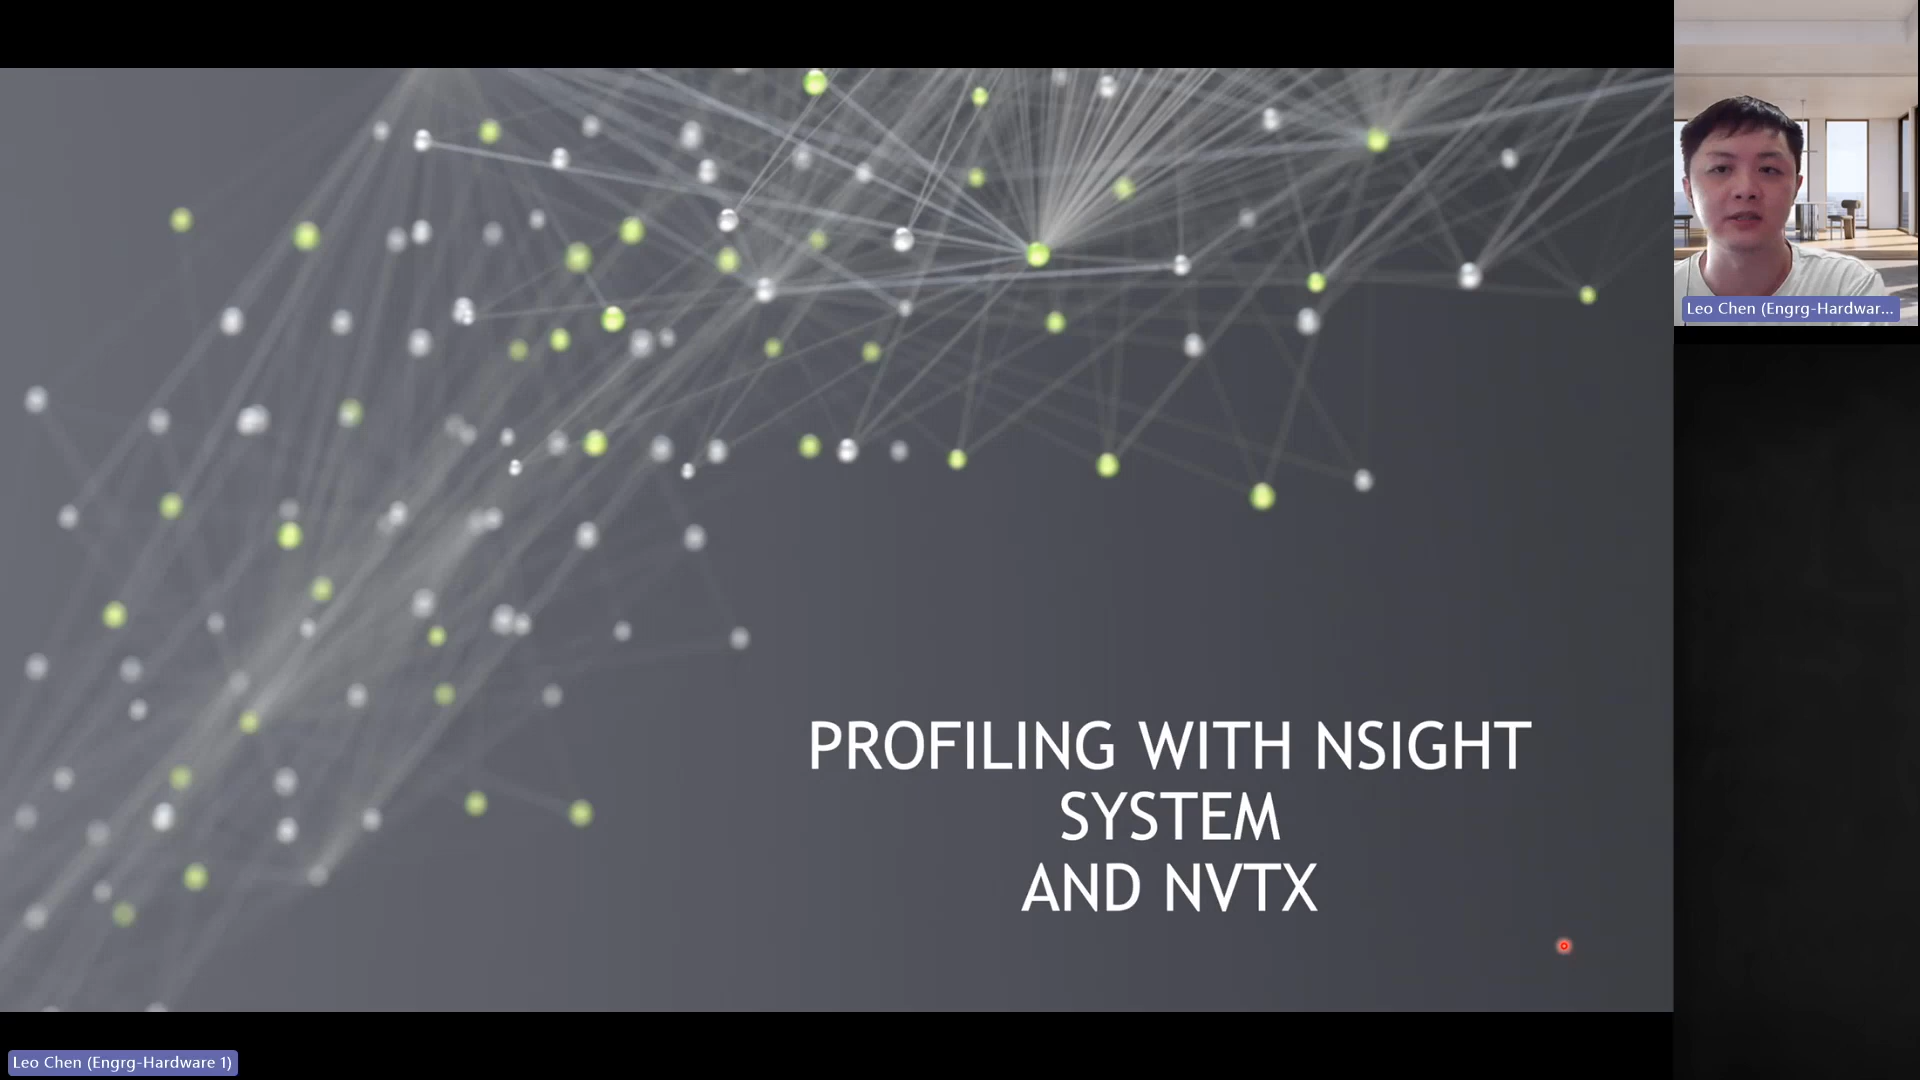 Leo Chen (Engrg-Hardwar...
PROFILING WITH NSIGHT
SYSTEM
AND NVTX
Leo Chen (Engrg-Hardware 1)